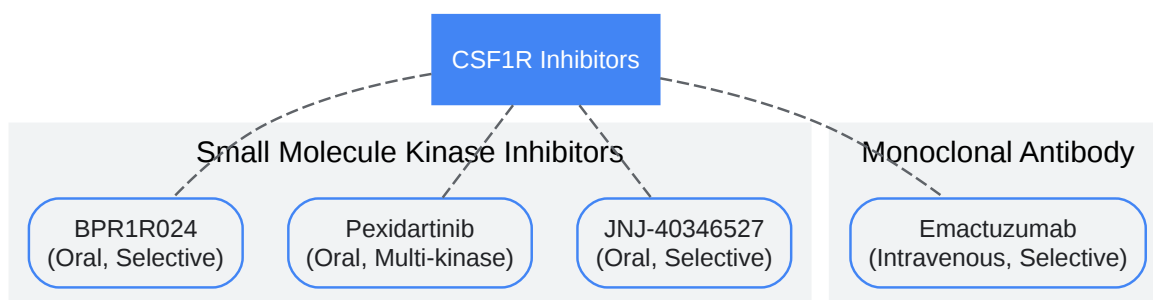 CSF1R Inhibitors
Small Molecule Kinase Inhibitors
Monoclonal Antibody
BPR1R024
(Oral, Selective)
Pexidartinib
(Oral, Multi-kinase)
JNJ-40346527
(Oral, Selective)
Emactuzumab
(Intravenous, Selective)